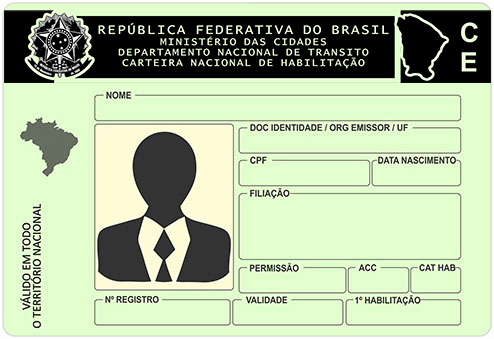 REPÚBLICA FEDERATIVA DO BRASIL
MINISTÉRIO DAS CIDADES
DEPARTAMENTO NACIONAL DE TRANSITO
CARTEIRA NACIONAL DE HABILITAÇÃO
C
E
NOME
DOC IDENTIDADE / ORG EMISSOR / UF
CPF
DATA NASCIMENTO
FILIAÇÃO
PERMISSÃO
ACC
CAT HAB
Nº REGISTRO
VALIDADE
1º HABILITAÇÃO
VÁLIDO EM TODO
O TERRITÓRIO NACIONAL